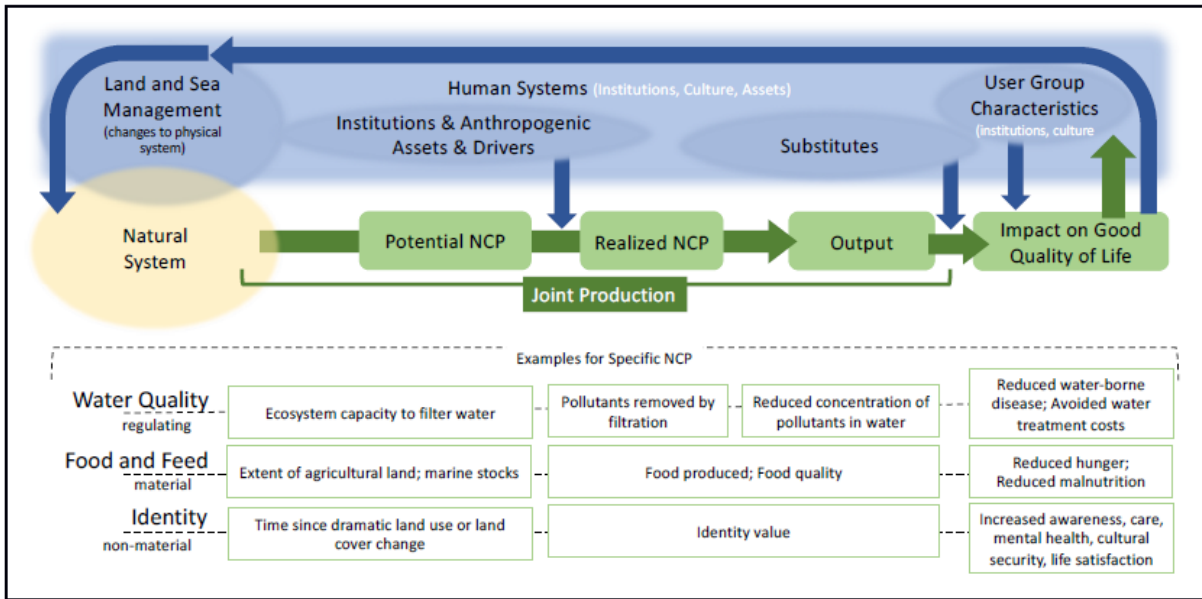 Land and Sea
Management
(changes to physical
system)
Human Systems (Institutions, Culture, Assets)
Institutions & Anthropogenic
Assets & Drivers
Substitutes
User Group
Characteristics
(institutions, culture
Natural
System
Potential NCP
Realized NCP
Output
Impact on Good
Quality of Life
Joint Production
Examples for Specific NCP
Water Quality
regulating
Ecosystem capacity to filter water
Pollutants removed by
filtration
Reduced concentration of
pollutants in water
Reduced water-borne
disease; Avoided water
treatment costs
Food and Feed
material
Extent of agricultural land; marine stocks
Food produced; Food quality
Reduced hunger;
Reduced malnutrition
Identity
non-material
Time since dramatic land use or land
cover change
Identity value
Increased awareness, care,
mental health, cultural
security, life satisfaction